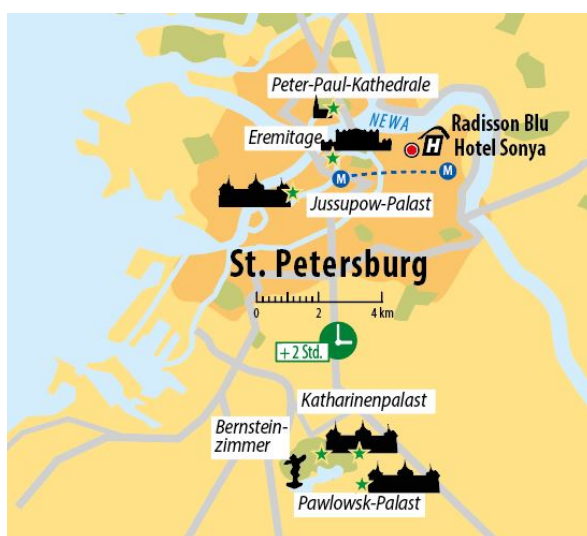 Peter-Paul-Kathedrale
NEWA
Eremitage
Radisson Blu
H
Hotel Sonya
M
M
Jussupow-Palast
St. Petersburg
0 2 4 km
+ 2 Std.
Katharinenpalast
Bernstein-
zimmer
Pawlowsk-Palast